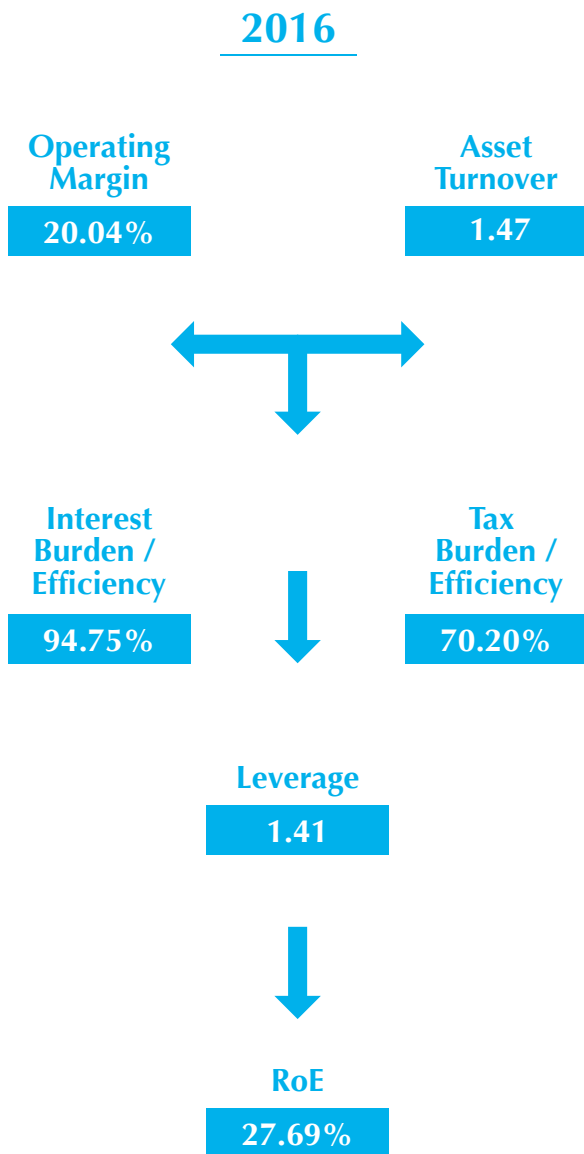 2016
Operating
Margin
20.04%
Asset
Turnover
1.47
Interest
Burden /
Efficiency
94.75%
Tax
Burden /
Efficiency
70.20%
Leverage
1.41
RoE
27.69%